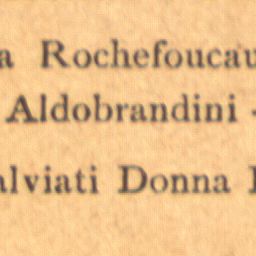 a Rochefoucau
Aldobrandini -
alviati Donna